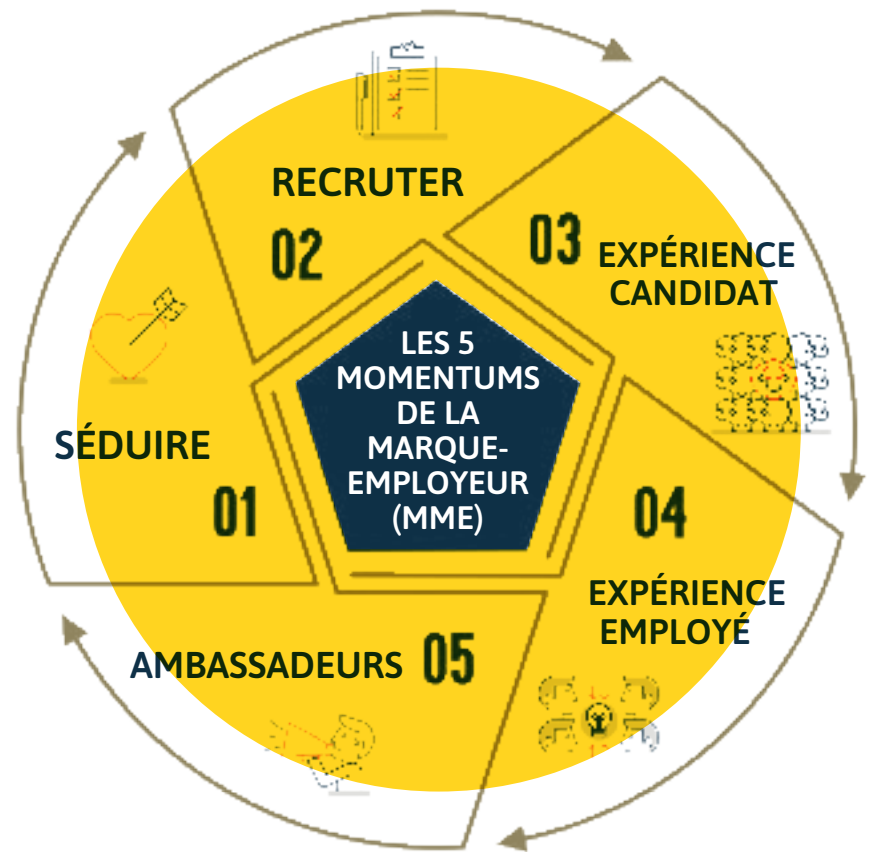 LES 5
MOMENTUMS
DE LA
MARQUE-
EMPLOYEUR
(MME)
SÉDUIRE
01
RECRUTER
02
03
EXPÉRIENCE
CANDIDAT
04
EXPÉRIENCE
EMPLOYÉ
AMBASSADEURS 05